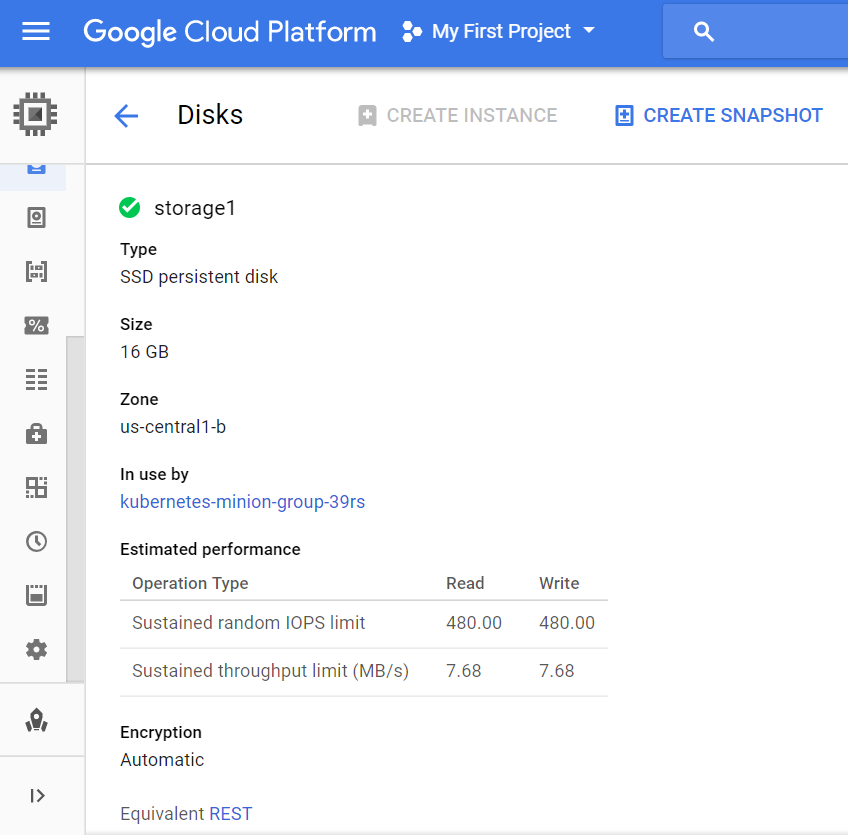 Google Cloud Platform My First Project
Disks CREATE INSTANCE CREATE SNAPSHOT
storage1
Type
SSD persistent disk
Size
16 GB
Zone
us-central1-b
In use by
kubernetes-minion-group-39rs
Estimated performance
Operation Type Read Write
Sustained random IOPS limit 480.00 480.00
Sustained throughput limit (MB/s) 7.68 7.68
Encryption
Automatic
Equivalent REST